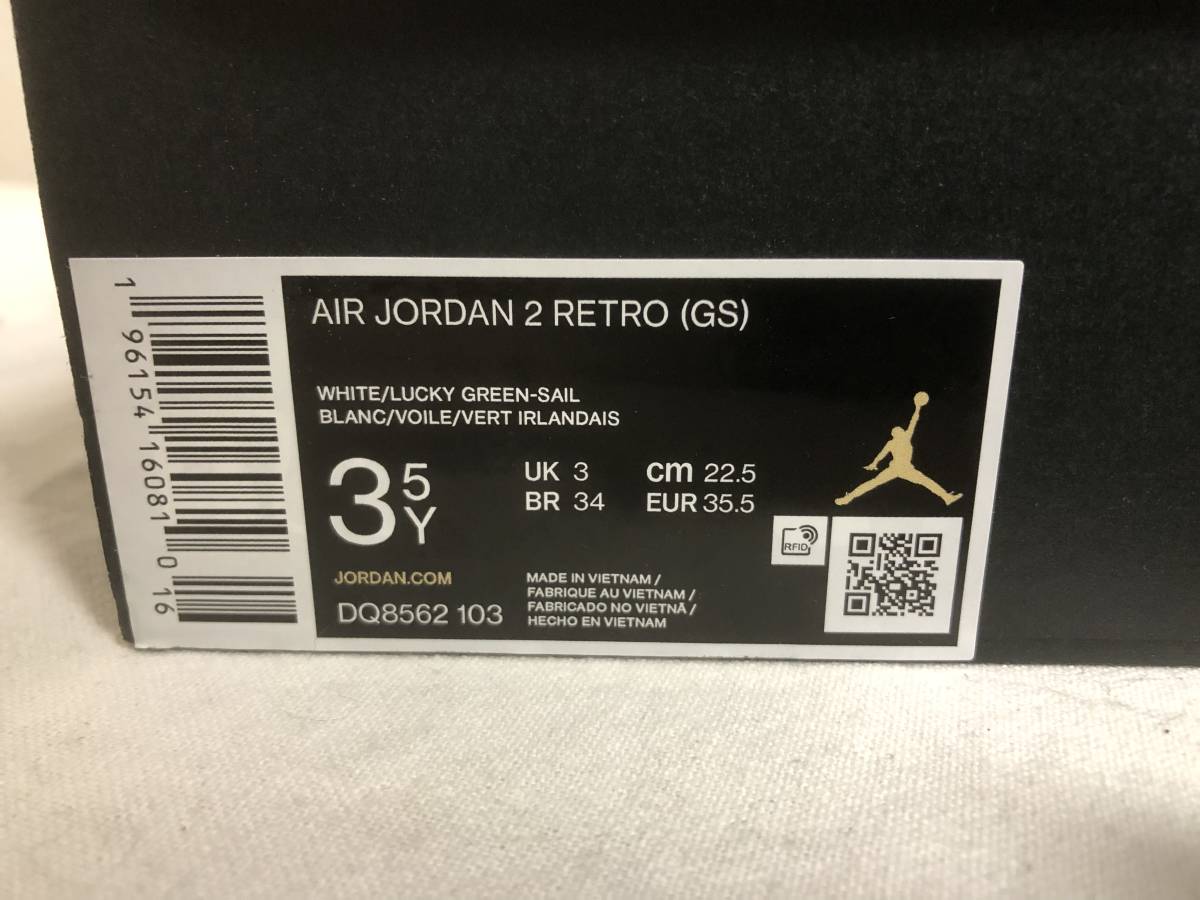 1 96154 16081 0 16
AIR JORDAN 2 RETRO (GS)
WHITE/LUCKY GREEN-SAIL
BLANC/VOILE/VERT IRLANDAIS
3 5Y
UK 3 cm 22.5
BR 34 EUR 35.5
RFID
JORDAN.COM
DQ8562 103
MADE IN VIETNAM /
FABRIQUE AU VIETNAM /
FABRICADO NO VIETNÃ /
HECHO EN VIETNAM